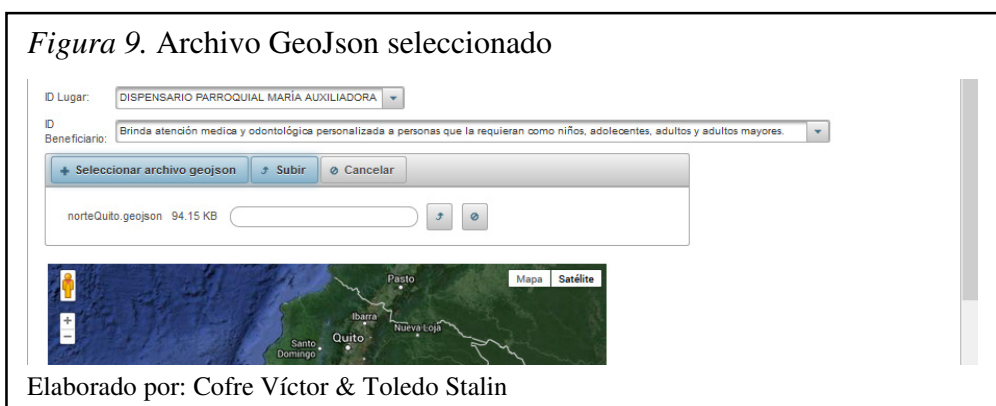 Figura 9. Archivo GeoJson seleccionado
ID Lugar: DISPENSARIO PARROQUIAL MARÍA AUXILIADORA
ID Beneficiario: Brinda atención medica y odontológica personalizada a personas que la requieran como niños, adolecentes, adultos y adultos mayores.
Seleccionar archivo geojson Subir Cancelar
norteQuito.geojson 94.15 KB
Pasto Mapa Satélite
Ibarra
Nueva Loja
Quito
Santo Domingo
Elaborado por: Cofre Víctor & Toledo Stalin